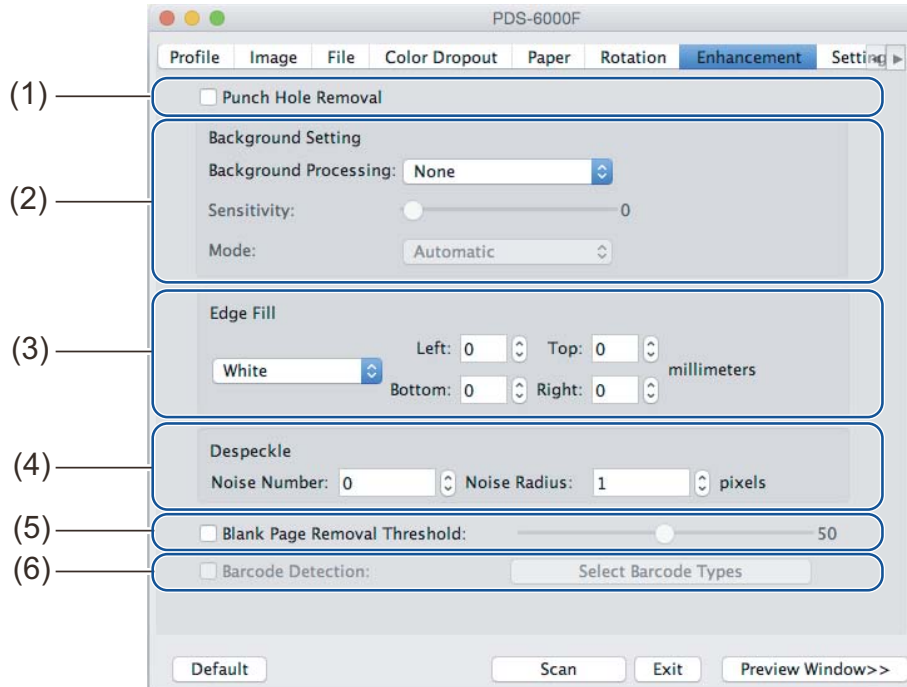 PDS-6000F
Profile Image File Color Dropout Paper Rotation Enhancement Setting
(1) Punch Hole Removal
(2)
Background Setting
Background Processing: None
Sensitivity: 0
Mode: Automatic
(3)
Edge Fill
White
Left: 0 Top: 0
millimeters
Bottom: 0 Right: 0
(4)
Despeckle
Noise Number: 0 Noise Radius: 1 pixels
(5) Blank Page Removal Threshold: 50
(6) Barcode Detection: Select Barcode Types
Default Scan Exit Preview Window>>